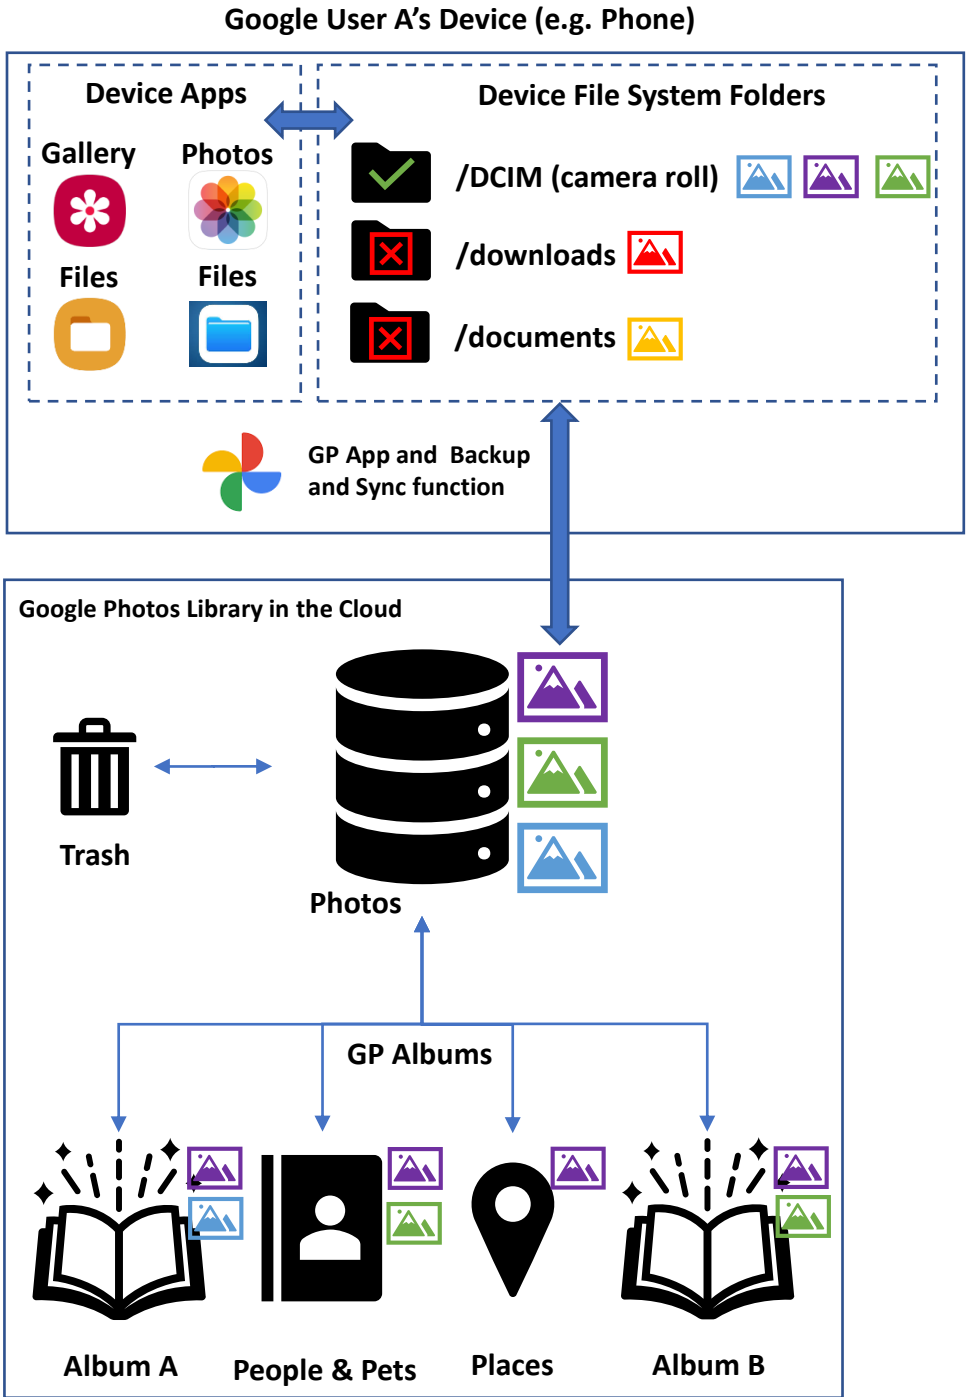 Google User A's Device (e.g. Phone)
Device Apps
Device File System Folders
Gallery
Photos
/DCIM (camera roll)
/downloads
Files
Files
/documents
GP App and Backup
and Sync function
Google Photos Library in the Cloud
Trash
Photos
GP Albums
Album A
People & Pets
Places
Album B